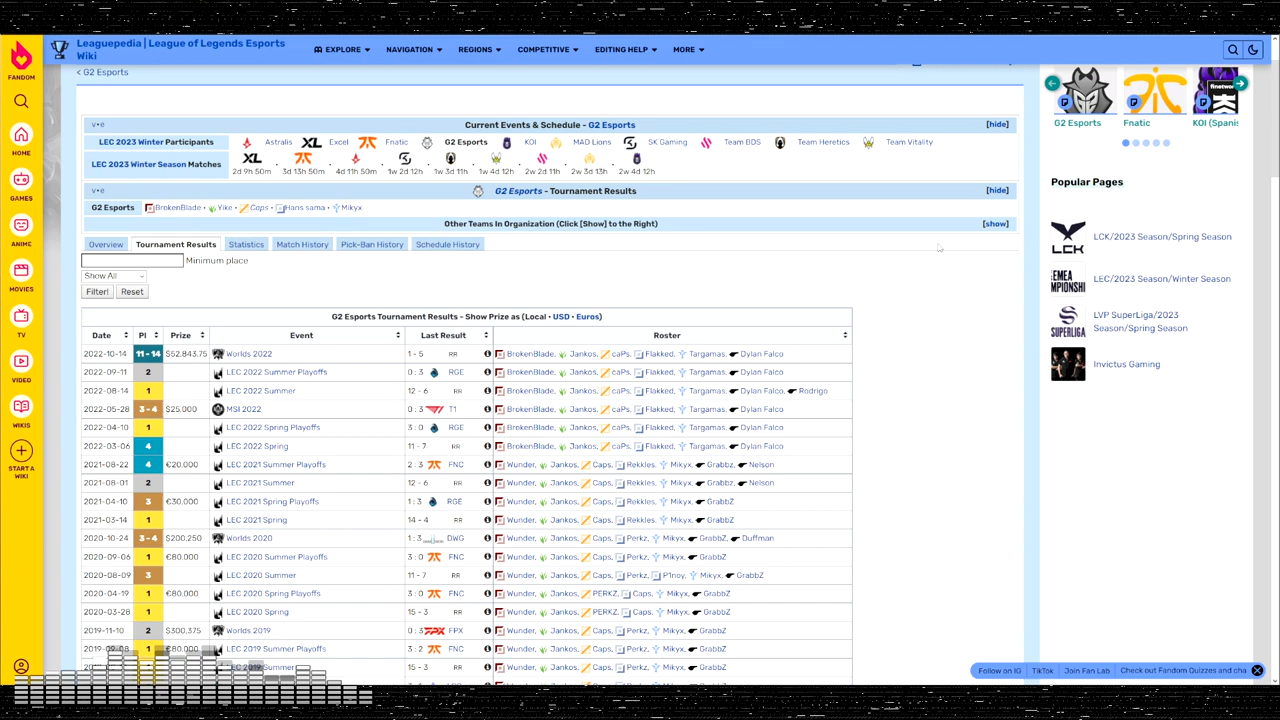 FANDOM
HOME
GAMES
ANIME
MOVIES
TV
VIDEO
WIKIS
START A
WIKI
Leaguepedia | League of Legends Esports
Wiki
EXPLORE
NAVIGATION
REGIONS
COMPETITIVE
EDITING HELP
MORE
< G2 Esports
v•e
Current Events & Schedule - G2 Esports
[hide]
LEC 2023 Winter Participants
Astralis
Excel
Fnatic
G2 Esports
KOI
MAD Lions
SK Gaming
Team BDS
Team Heretics
Team Vitality
LEC 2023 Winter Season Matches
2d 9h 50m
3d 13h 50m
4d 11h 50m
1w 2d 12h
1w 3d 11h
1w 4d 12h
2w 2d 11h
2w 3d 13h
2w 4d 12h
v•e
G2 Esports - Tournament Results
[hide]
G2 Esports
BrokenBlade • Yike • Caps • Hans sama • Mikyx
Other Teams In Organization (Click [Show] to the Right)
[show]
Overview
Tournament Results
Statistics
Match History
Pick-Ban History
Schedule History
Minimum place
Show All
Filter!
Reset
G2 Esports Tournament Results - Show Prize as (Local • USD • Euros)
Date Pl Prize Event Last Result Roster
2022-10-14 11 - 14 $52,843.75 Worlds 2022 1 - 5 RR BrokenBlade, Jankos, caPs, Flakked, Targamas, Dylan Falco
2022-09-11 2 LEC 2022 Summer Playoffs 0 : 3 RGE BrokenBlade, Jankos, caPs, Flakked, Targamas, Dylan Falco
2022-08-14 1 LEC 2022 Summer 12 - 6 RR BrokenBlade, Jankos, caPs, Flakked, Targamas, Dylan Falco, Rodrigo
2022-05-28 3 - 4 $25,000 MSI 2022 0 : 3 T1 BrokenBlade, Jankos, caPs, Flakked, Targamas, Dylan Falco
2022-04-10 1 LEC 2022 Spring Playoffs 3 : 0 RGE BrokenBlade, Jankos, caPs, Flakked, Targamas, Dylan Falco
2022-03-06 4 LEC 2022 Spring 11 - 7 RR BrokenBlade, Jankos, caPs, Flakked, Targamas, Dylan Falco
2021-08-22 4 €20,000 LEC 2021 Summer Playoffs 2 : 3 FNC Wunder, Jankos, Caps, Rekkles, Mikyx, Grabbz, Nelson
2021-08-01 2 LEC 2021 Summer 12 - 6 RR Wunder, Jankos, Caps, Rekkles, Mikyx, Grabbz, Nelson
2021-04-10 3 €30,000 LEC 2021 Spring Playoffs 1 : 3 RGE Wunder, Jankos, Caps, Rekkles, Mikyx, GrabbZ
2021-03-14 1 LEC 2021 Spring 14 - 4 RR Wunder, Jankos, Caps, Rekkles, Mikyx, GrabbZ
2020-10-24 3 - 4 $200,250 Worlds 2020 1 : 3 DWG Wunder, Jankos, Caps, Perkz, Mikyx, GrabbZ, Duffman
2020-09-06 1 €80,000 LEC 2020 Summer Playoffs 3 : 0 FNC Wunder, Jankos, Caps, Perkz, Mikyx, GrabbZ
2020-08-09 3 LEC 2020 Summer 11 - 7 RR Wunder, Jankos, Caps, Perkz, P1noy, Mikyx, GrabbZ
2020-04-19 1 €80,000 LEC 2020 Spring Playoffs 3 : 0 FNC Wunder, Jankos, PERKZ, Caps, Mikyx, GrabbZ
2020-03-28 1 LEC 2020 Spring 15 - 3 RR Wunder, Jankos, PERKZ, Caps, Mikyx, GrabbZ
2019-11-10 2 $300,375 Worlds 2019 0 : 3 FPX Wunder, Jankos, Caps, Perkz, Mikyx, GrabbZ
2019-09-08 1 €80,000 LEC 2019 Summer Playoffs 3 : 2 FNC Wunder, Jankos, Caps, Perkz, Mikyx, GrabbZ
1 LEC 2019 Summer 15 - 3 RR Wunder, Jankos, Caps, Perkz, Mikyx, GrabbZ
G2 Esports
Fnatic
KOI (Spanis
Popular Pages
LCK/2023 Season/Spring Season
LEC/2023 Season/Winter Season
LVP SuperLiga/2023
Season/Spring Season
Invictus Gaming
Follow on IG
TikTok
Join Fan Lab
Check out Fandom Quizzes and cha